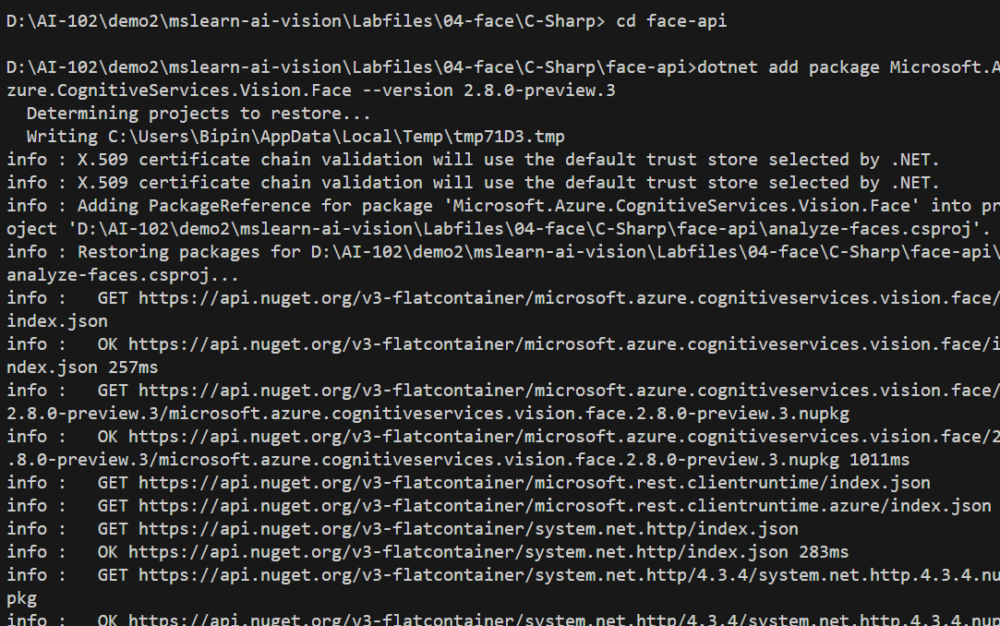 D:\AI-102\demo2\mslearn-ai-vision\Labfiles\04-face\C-Sharp> cd face-api
D:\AI-102\demo2\mslearn-ai-vision\Labfiles\04-face\C-Sharp\face-api>dotnet add package Microsoft.A
zure.CognitiveServices.Vision.Face --version 2.8.0-preview.3
  Determining projects to restore...
  Writing C:\Users\Bipin\AppData\Local\Temp\tmp71D3.tmp
info : X.509 certificate chain validation will use the default trust store selected by .NET.
info : X.509 certificate chain validation will use the default trust store selected by .NET.
info : Adding PackageReference for package 'Microsoft.Azure.CognitiveServices.Vision.Face' into pr
oject 'D:\AI-102\demo2\mslearn-ai-vision\Labfiles\04-face\C-Sharp\face-api\analyze-faces.csproj'.
info : Restoring packages for D:\AI-102\demo2\mslearn-ai-vision\Labfiles\04-face\C-Sharp\face-api\
analyze-faces.csproj...
info :   GET https://api.nuget.org/v3-flatcontainer/microsoft.azure.cognitiveservices.vision.face/
index.json
info :   OK https://api.nuget.org/v3-flatcontainer/microsoft.azure.cognitiveservices.vision.face/i
ndex.json 257ms
info :   GET https://api.nuget.org/v3-flatcontainer/microsoft.azure.cognitiveservices.vision.face/
2.8.0-preview.3/microsoft.azure.cognitiveservices.vision.face.2.8.0-preview.3.nupkg
info :   OK https://api.nuget.org/v3-flatcontainer/microsoft.azure.cognitiveservices.vision.face/2
.8.0-preview.3/microsoft.azure.cognitiveservices.vision.face.2.8.0-preview.3.nupkg 1011ms
info :   GET https://api.nuget.org/v3-flatcontainer/microsoft.rest.clientruntime/index.json
info :   GET https://api.nuget.org/v3-flatcontainer/microsoft.rest.clientruntime.azure/index.json
info :   GET https://api.nuget.org/v3-flatcontainer/system.net.http/index.json
info :   OK https://api.nuget.org/v3-flatcontainer/system.net.http/index.json 283ms
info :   GET https://api.nuget.org/v3-flatcontainer/system.net.http/4.3.4/system.net.http.4.3.4.nu
pkg
info :   OK https://api.nuget.org/v3-flatcontainer/system.net.http/4.3.4/system.net.http.4.3.4.nup